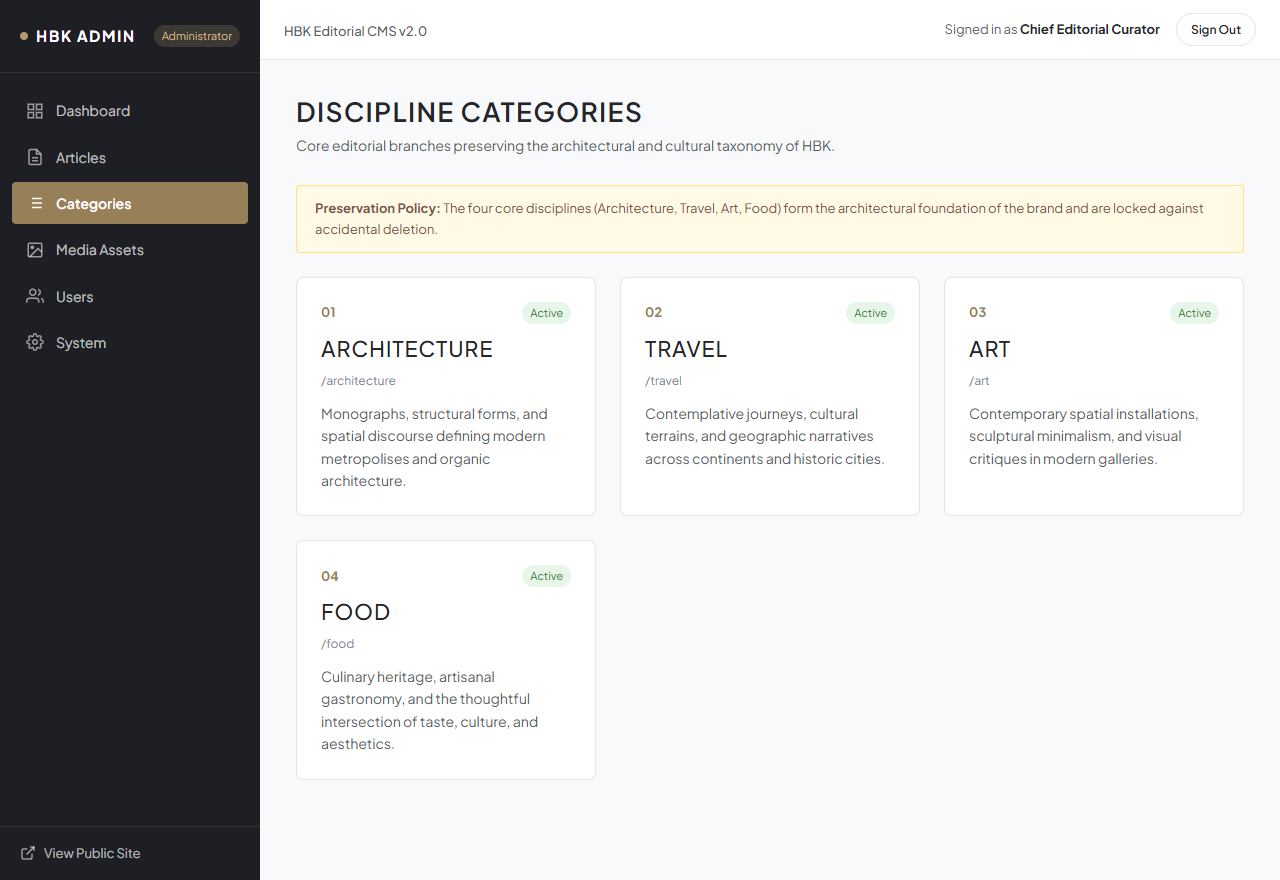 HBK ADMIN
Administrator
Dashboard
Articles
Categories
Media Assets
Users
System
View Public Site
HBK Editorial CMS v2.0
Signed in as Chief Editorial Curator
Sign Out
DISCIPLINE CATEGORIES
Core editorial branches preserving the architectural and cultural taxonomy of HBK.
Preservation Policy: The four core disciplines (Architecture, Travel, Art, Food) form the architectural foundation of the brand and are locked against
accidental deletion.
01
Active
ARCHITECTURE
/architecture
Monographs, structural forms, and
spatial discourse defining modern
metropolises and organic
architecture.
02
Active
TRAVEL
/travel
Contemplative journeys, cultural
terrains, and geographic narratives
across continents and historic cities.
03
Active
ART
/art
Contemporary spatial installations,
sculptural minimalism, and visual
critiques in modern galleries.
04
Active
FOOD
/food
Culinary heritage, artisanal
gastronomy, and the thoughtful
intersection of taste, culture, and
aesthetics.